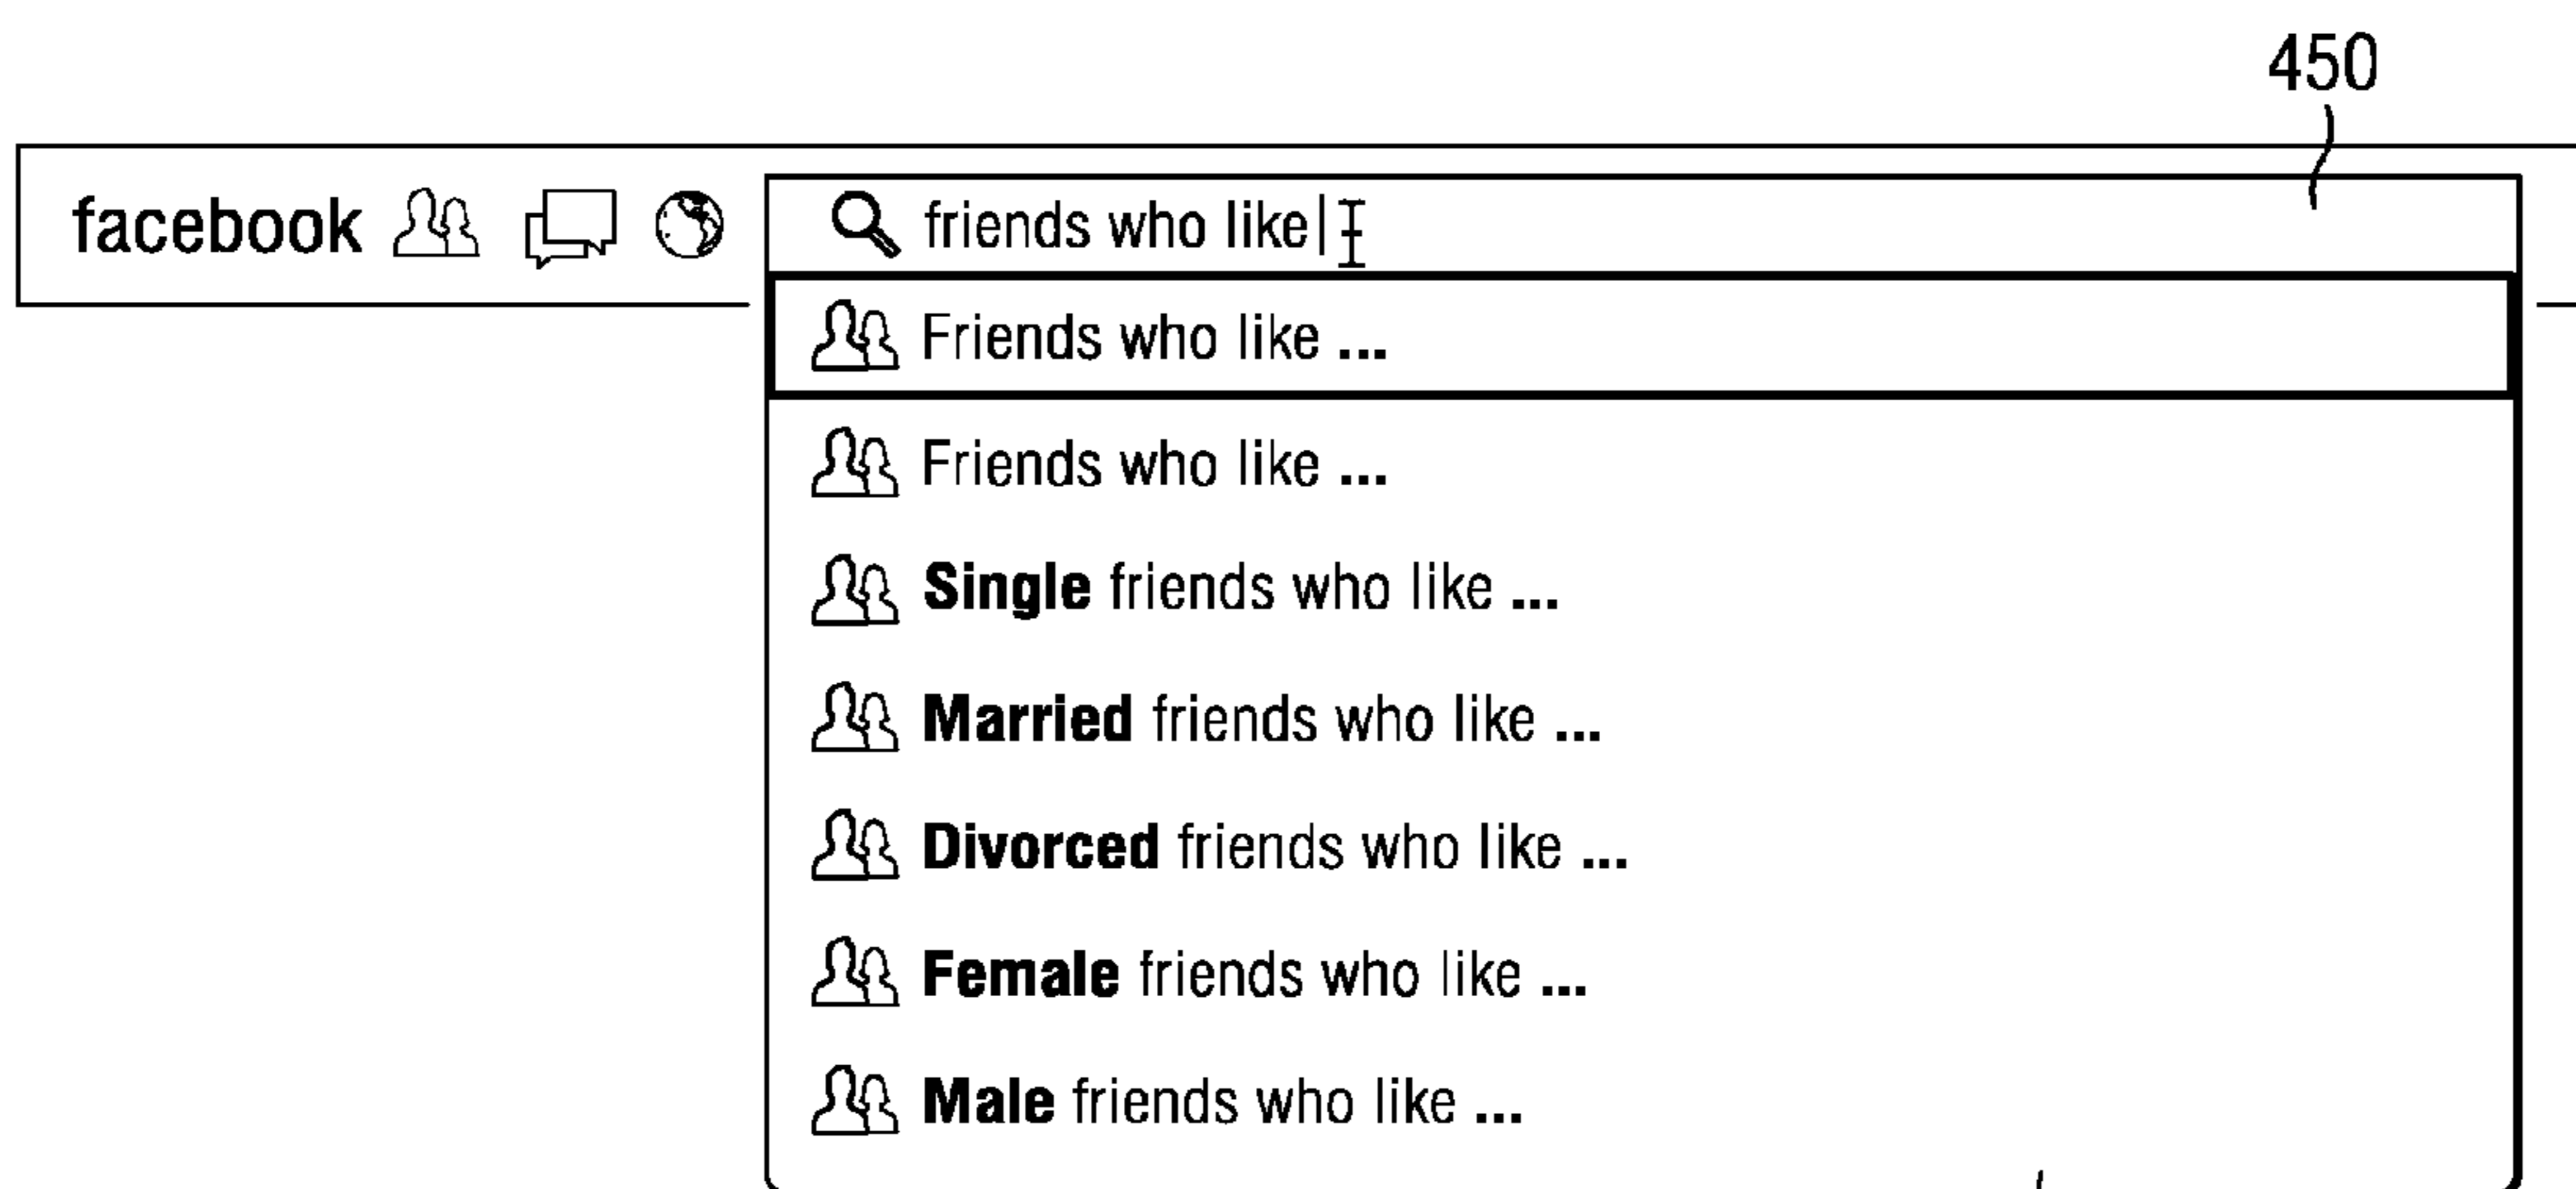 450
facebook friends who like
Friends who like ...
Friends who like ...
Single friends who like ...
Married friends who like ...
Divorced friends who like ...
Female friends who like ...
Male friends who like ...